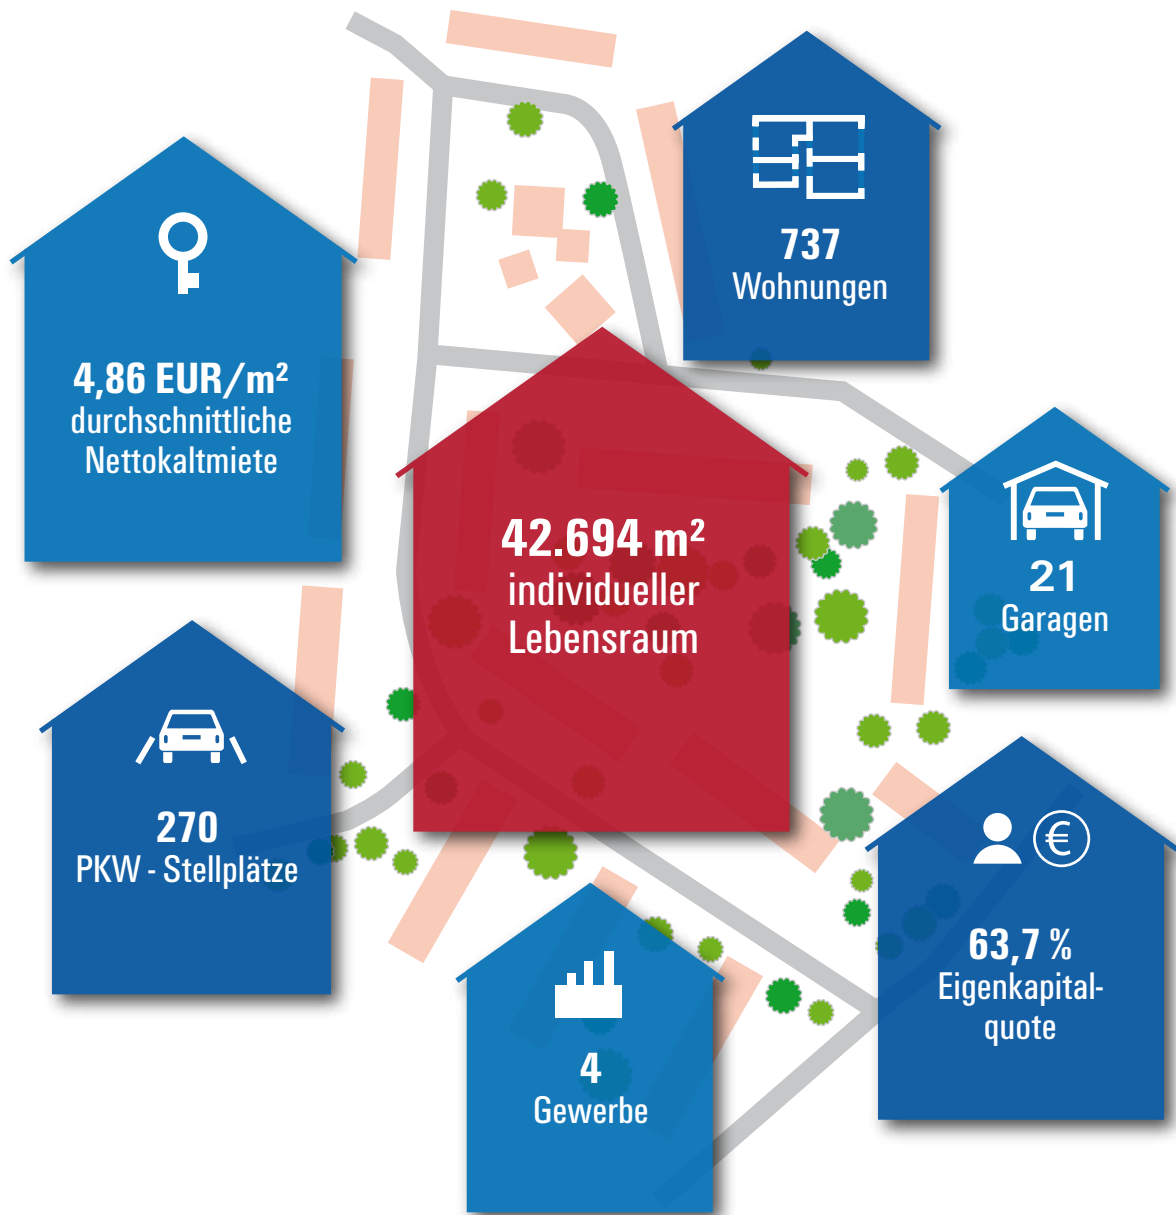 737
Wohnungen
4,86 EUR/m²
durchschnittliche
Nettokaltmiete
42.694 m²
individueller
Lebensraum
21
Garagen
270
PKW - Stellplätze
€
63,7 %
Eigenkapital-
quote
4
Gewerbe